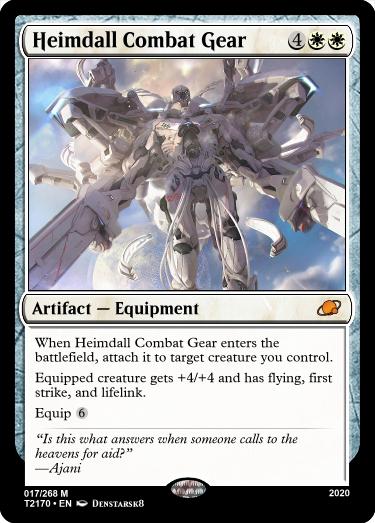 Heimdall Combat Gear 4
Artifact — Equipment
When Heimdall Combat Gear enters the
battlefield, attach it to target creature you control.
Equipped creature gets +4/+4 and has flying, first
strike, and lifelink.
Equip 6
“Is this what answers when someone calls to the
heavens for aid?”
—Ajani
017/268 M 2020
T2170 • EN Denstarsk8